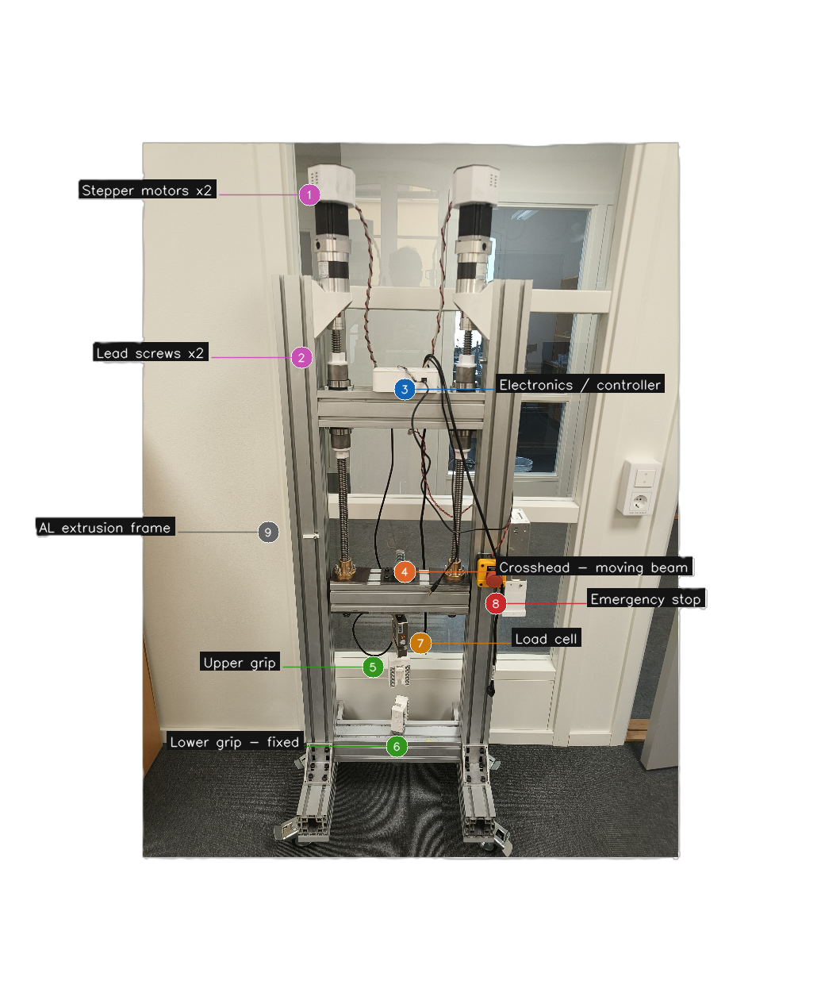 Stepper motors x2
1
Lead screws x2
2
3
Electronics / controller
AL extrusion frame
9
4
Crosshead – moving beam
8
Emergency stop
7
Load cell
Upper grip
5
Lower grip – fixed
6